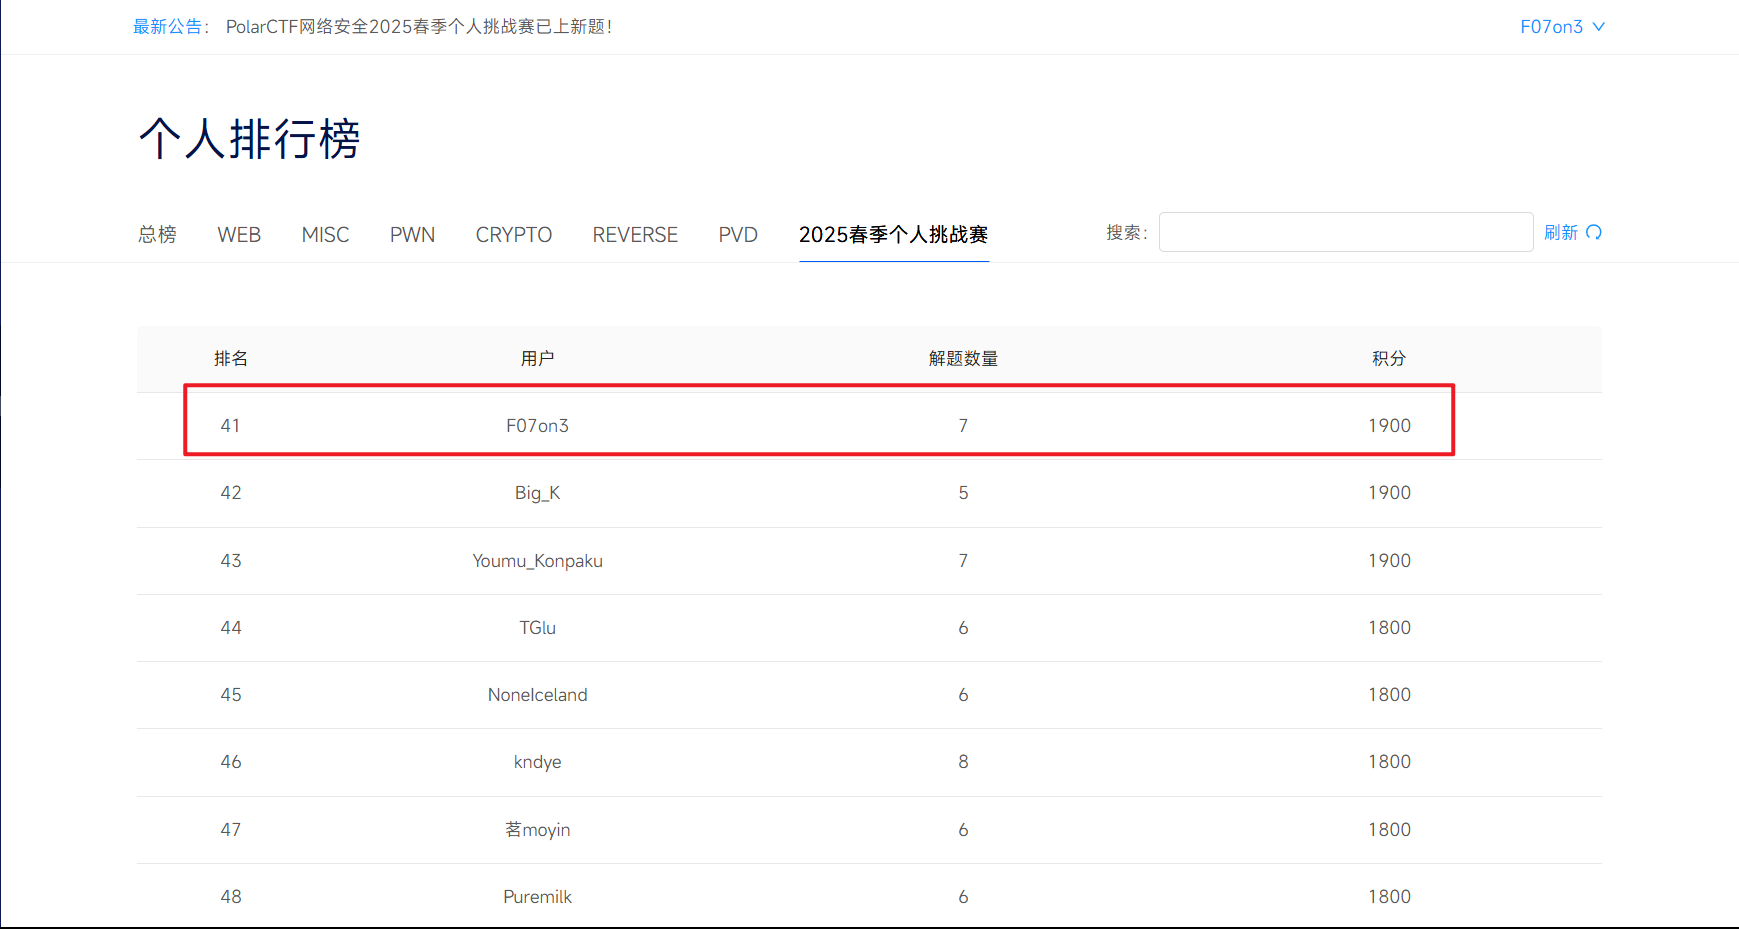 最新公告： PolarCTF网络安全2025春季个人挑战赛已上新题！ F07on3
个人排行榜
总榜 WEB MISC PWN CRYPTO REVERSE PVD 2025春季个人挑战赛 搜索： 刷新
排名 用户 解题数量 积分
41 F07on3 7 1900
42 Big_K 5 1900
43 Youmu_Konpaku 7 1900
44 TGlu 6 1800
45 NoneIceland 6 1800
46 kndye 8 1800
47 茗moyin 6 1800
48 Puremilk 6 1800